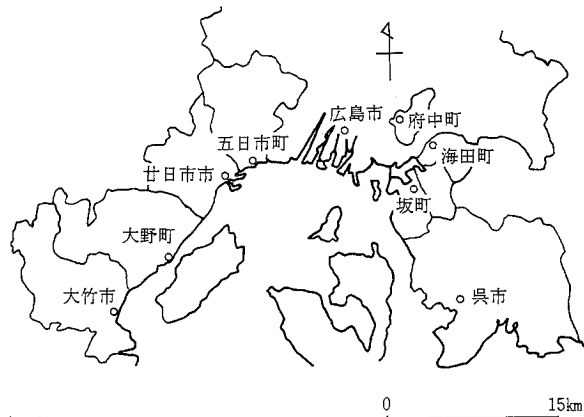 広島市
府中町
五日市町
海田町
廿日市市
坂町
大野町
大竹市
呉市
0 15km